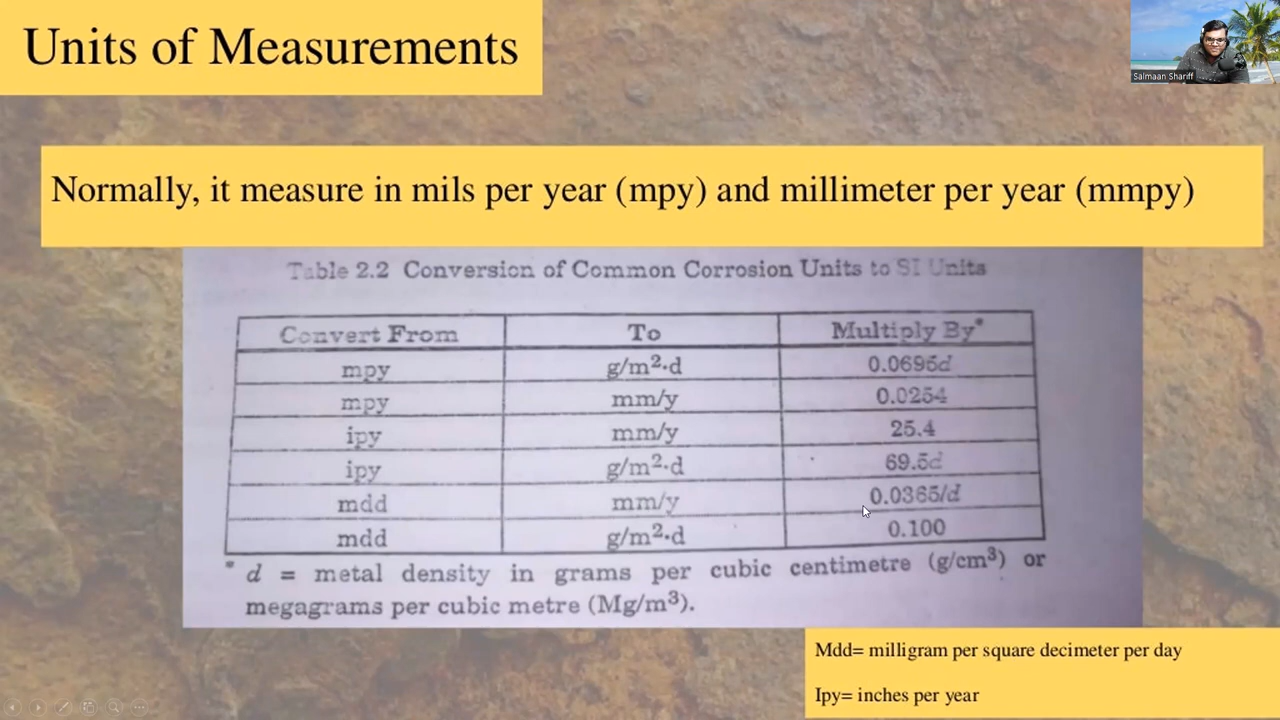 Units of Measurements
Salmaan Shariff
Normally, it measure in mils per year (mpy) and millimeter per year (mmpy)
Table 2.2 Conversion of Common Corrosion Units to SI Units
Convert From To Multiply By*
mpy g/m²·d 0.0695d
mpy mm/y 0.0254
ipy mm/y 25.4
ipy g/m²·d 69.5d
mdd mm/y 0.0365/d
mdd g/m²·d 0.100
* d = metal density in grams per cubic centimetre (g/cm³) or
megagrams per cubic metre (Mg/m³).
Mdd= milligram per square decimeter per day
Ipy= inches per year